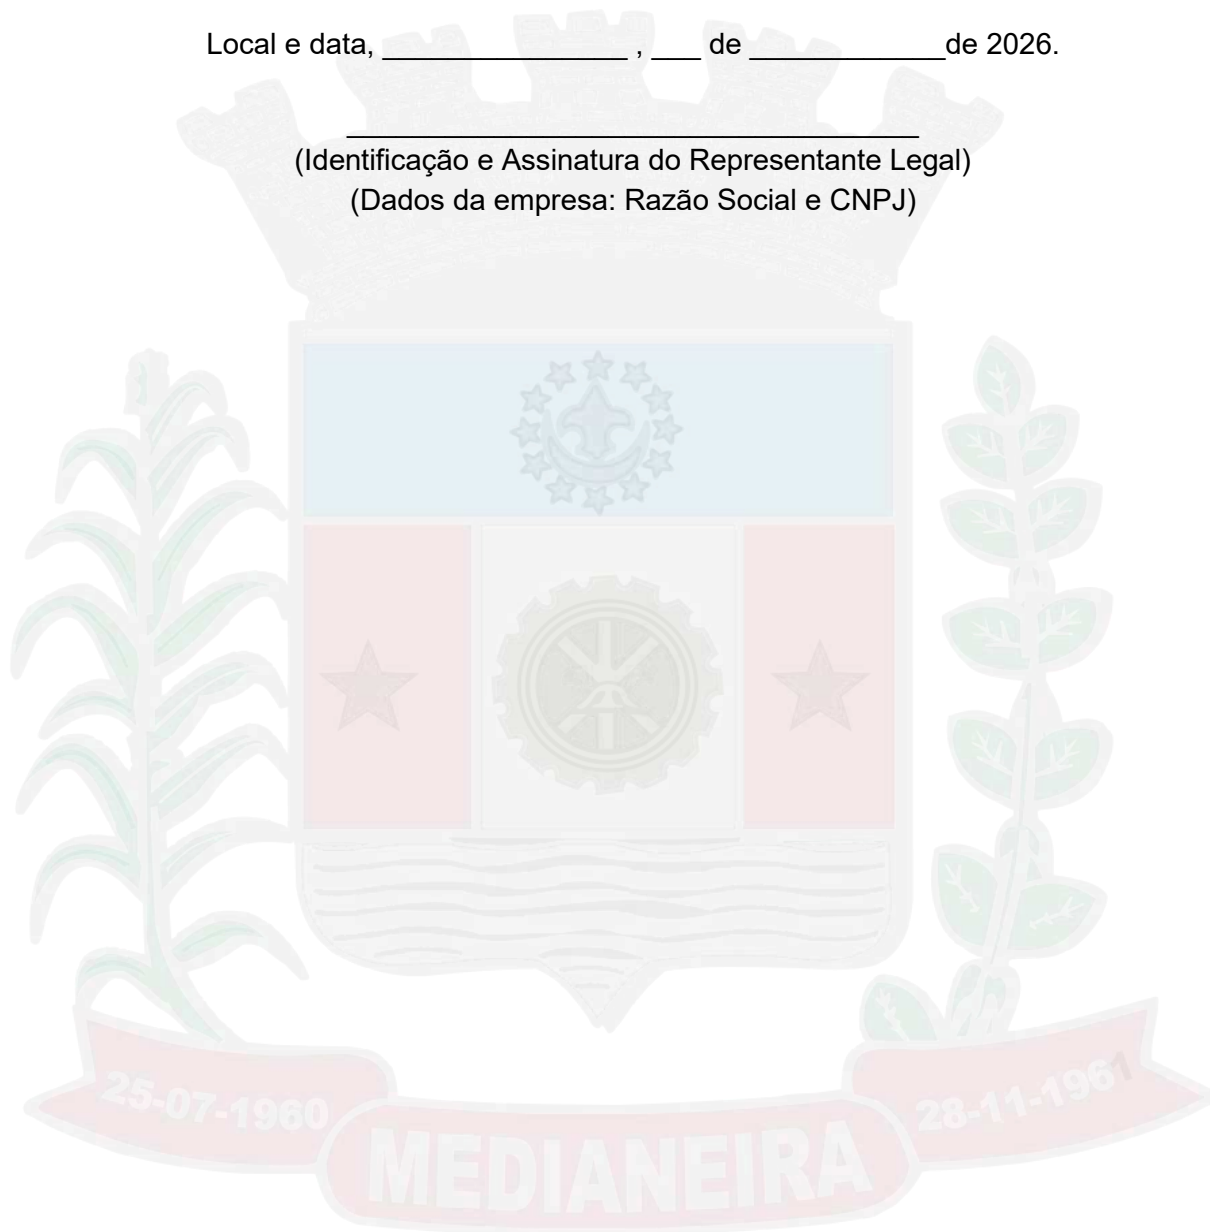 Local e data, _______________ , ___ de ____________de 2026.
___________________________________
(Identificação e Assinatura do Representante Legal)
(Dados da empresa: Razão Social e CNPJ)
25-07-1960
28-11-1961
MEDIANEIRA